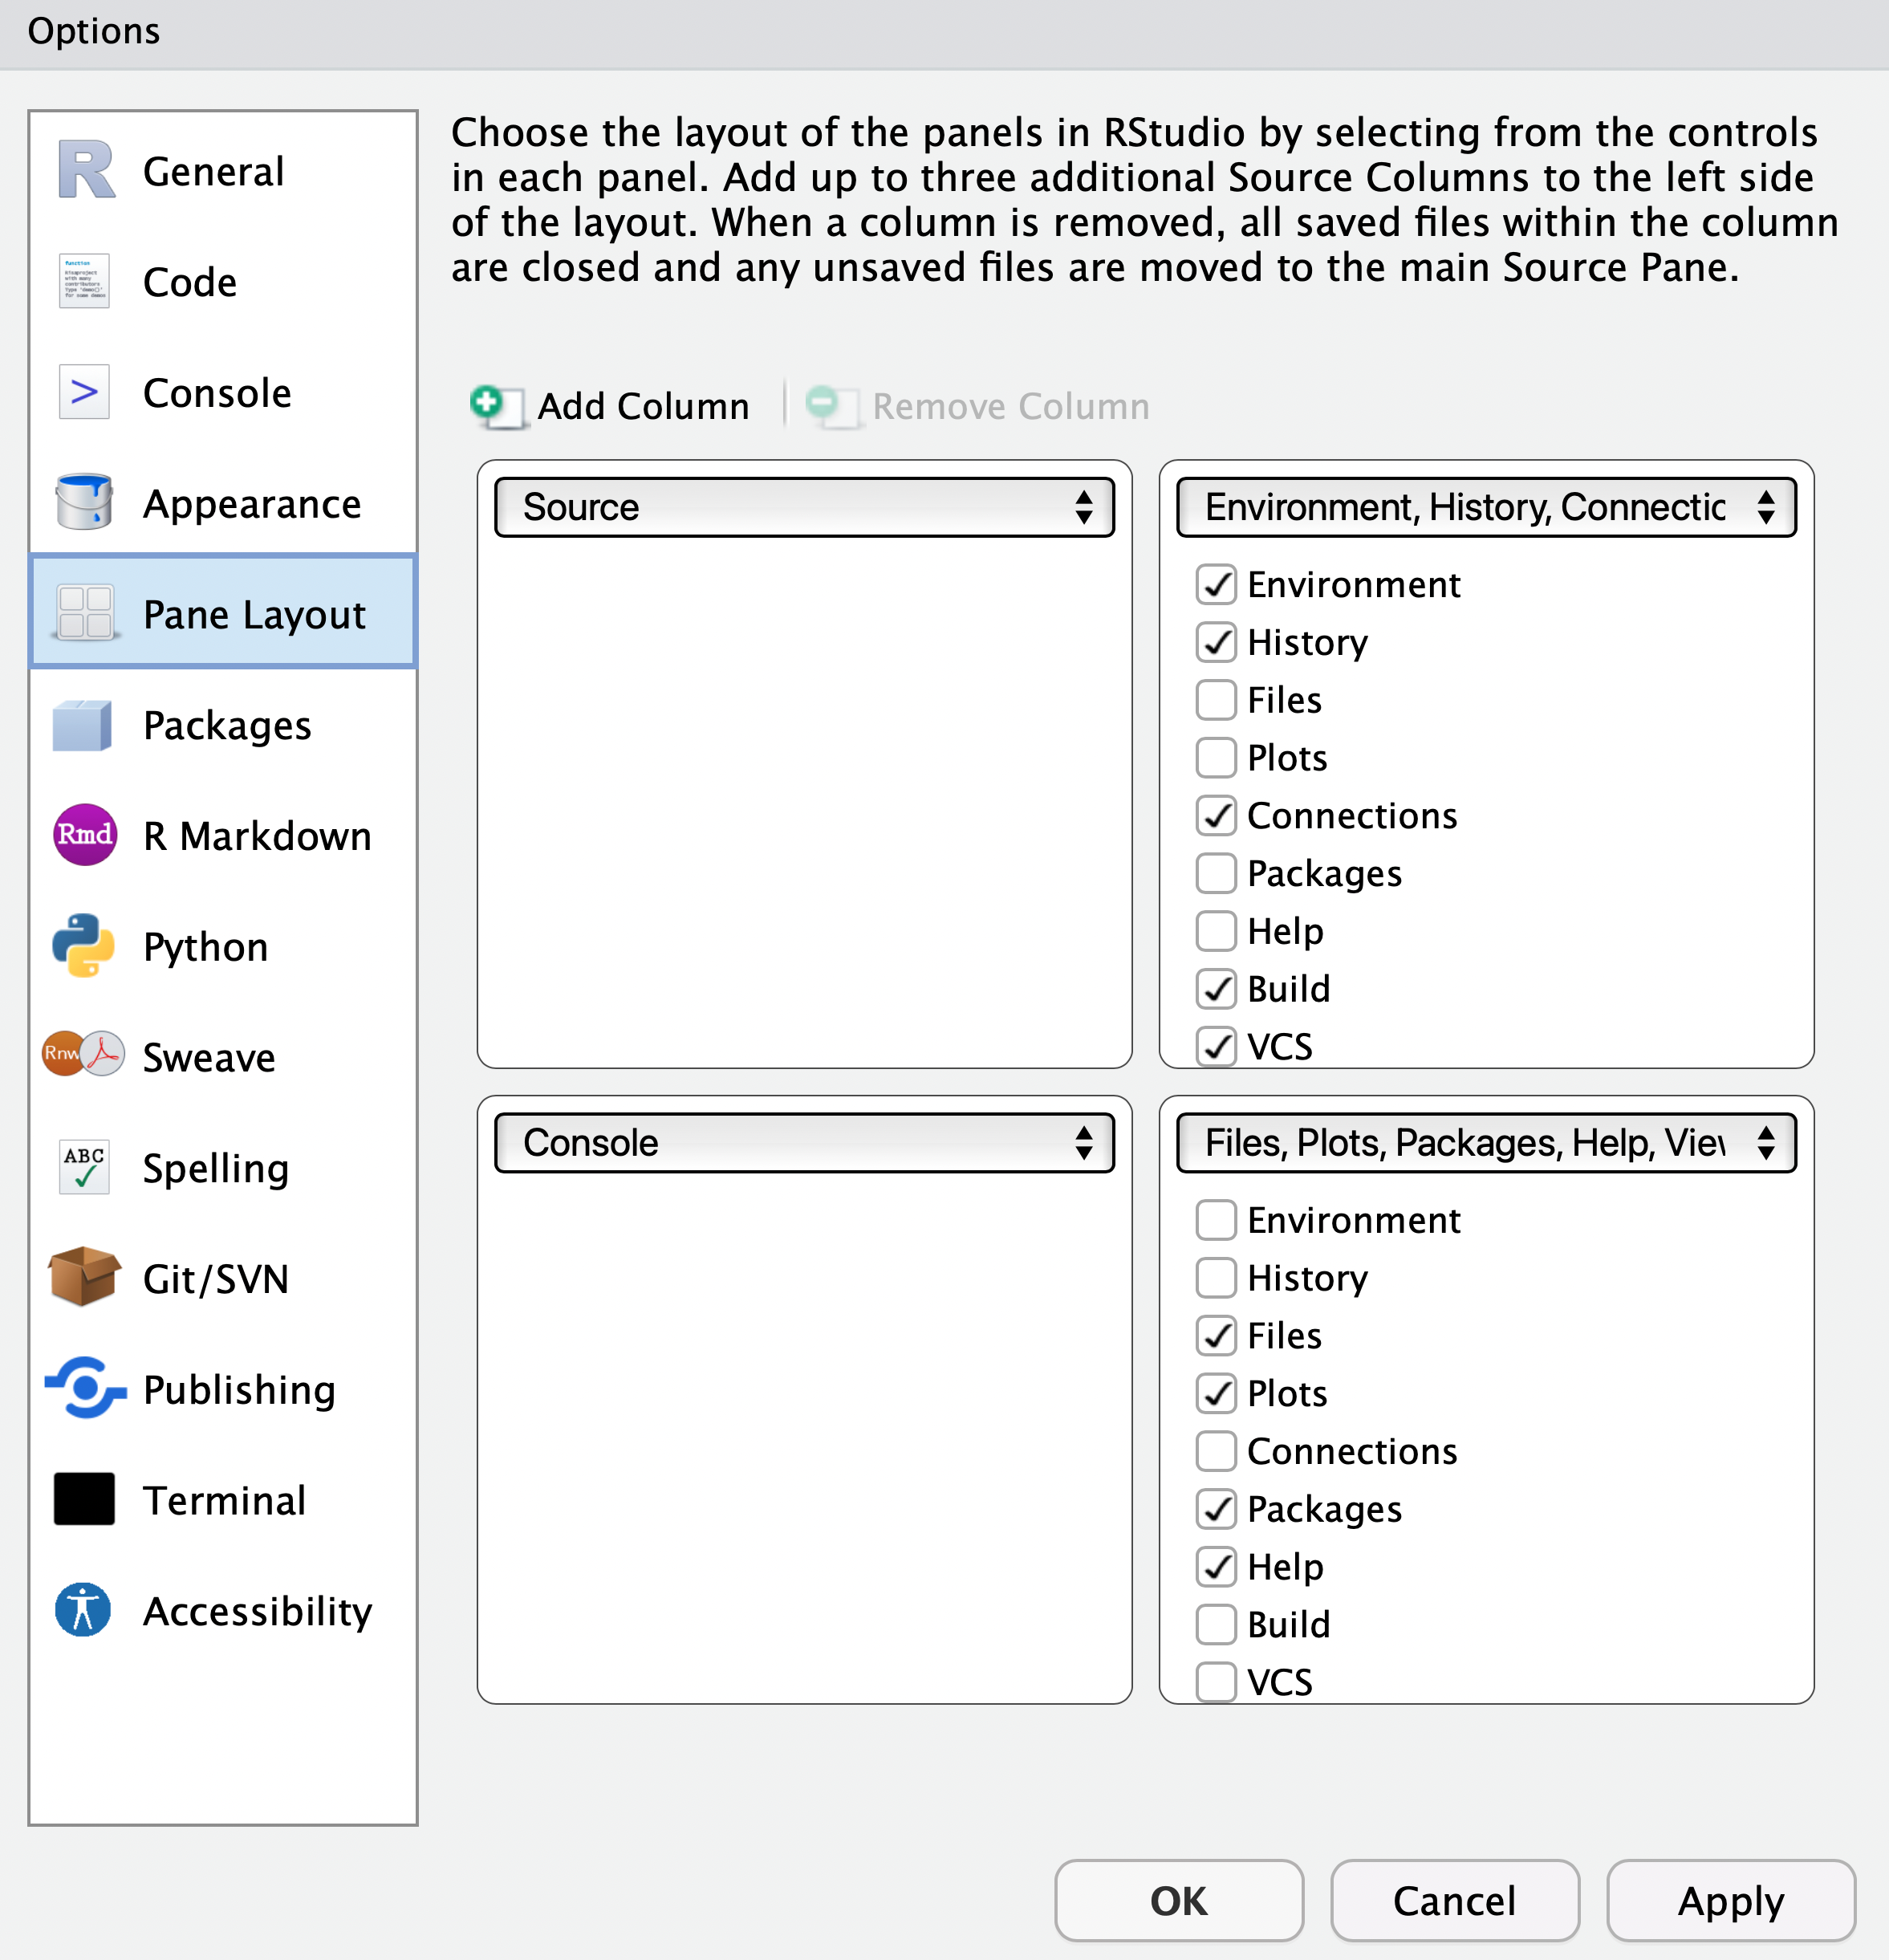 Options
General
Code
Console
Appearance
Pane Layout
Packages
R Markdown
Python
Sweave
Spelling
Git/SVN
Publishing
Terminal
Accessibility
R
function
>
Rmd
Rnw
ABC
Choose the layout of the panels in RStudio by selecting from the controls
in each panel. Add up to three additional Source Columns to the left side
of the layout. When a column is removed, all saved files within the column
are closed and any unsaved files are moved to the main Source Pane.
Add Column
Remove Column
Source
Environment, History, Connectic
Environment
History
Files
Plots
Connections
Packages
Help
Build
VCS
Console
Files, Plots, Packages, Help, Viev
Environment
History
Files
Plots
Connections
Packages
Help
Build
VCS
OK
Cancel
Apply